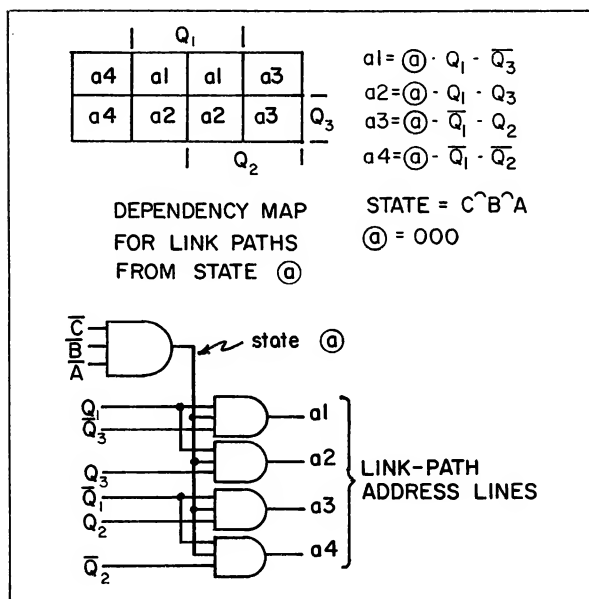 Q₁
a4 a1 a1 a3
a4 a2 a2 a3
Q̅₃
Q₂
a1 = ⓐ · Q₁ - Q̅₃
a2 = ⓐ - Q₁ - Q₃
a3 = ⓐ - Q̅₁ - Q₂
a4 = ⓐ - Q̅₁ - Q̅₂
DEPENDENCY MAP
FOR LINK PATHS
FROM STATE ⓐ
STATE = C⌒B⌒A
ⓐ = 000
C̅
B̅
A̅
state ⓐ
Q₁
Q̅₃
Q₃
Q̅₁
Q₂
Q̅₂
a1
a2
a3
a4
LINK-PATH
ADDRESS LINES